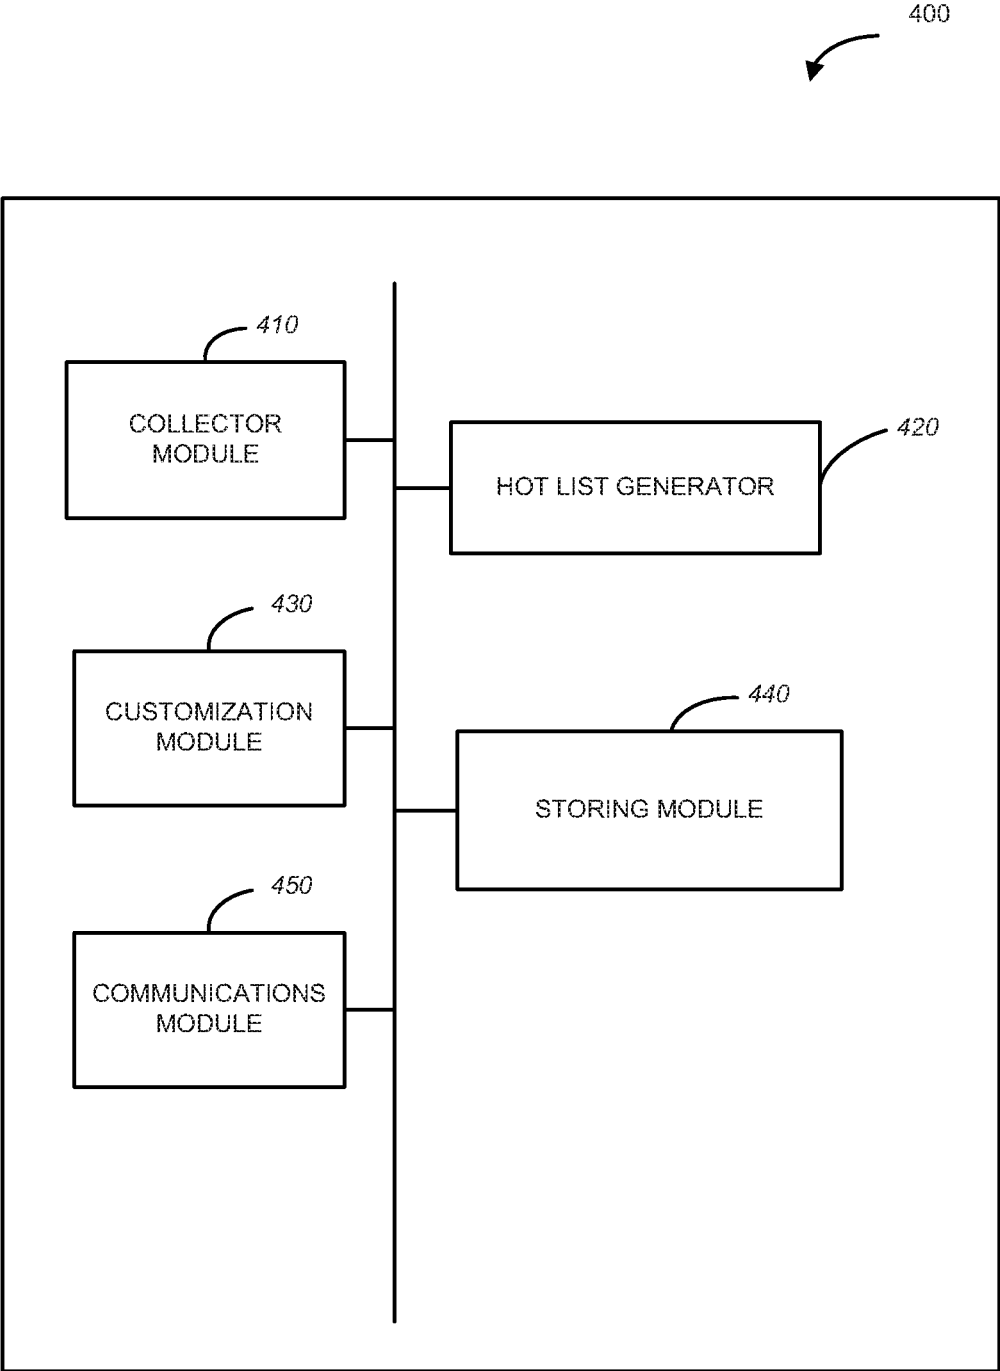 400
410
COLLECTOR
MODULE
420
HOT LIST GENERATOR
430
CUSTOMIZATION
MODULE
440
STORING MODULE
450
COMMUNICATIONS
MODULE